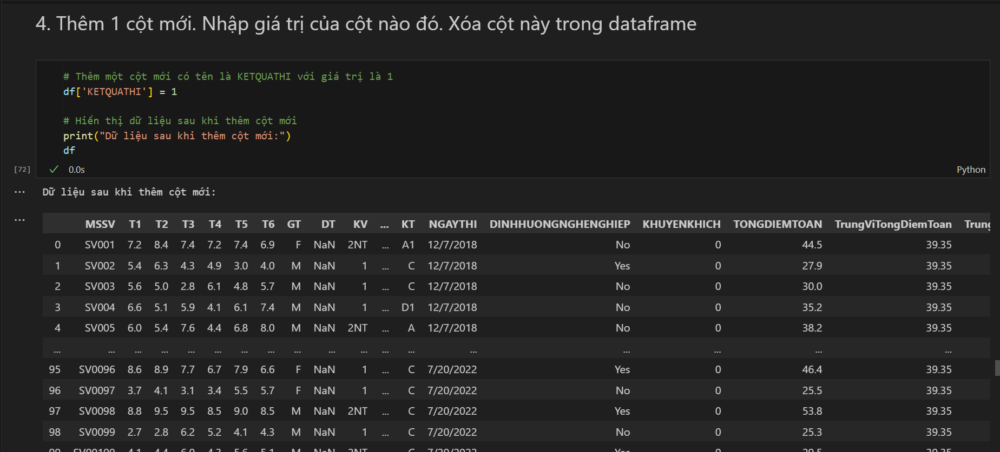 4. Thêm 1 cột mới. Nhập giá trị của cột nào đó. Xóa cột này trong dataframe
# Thêm một cột mới có tên là KETQUATHI với giá trị là 1
df['KETQUATHI'] = 1
# Hiển thị dữ liệu sau khi thêm cột mới
print("Dữ liệu sau khi thêm cột mới:")
df
[72] ✓ 0.0s Python
... Dữ liệu sau khi thêm cột mới:
... MSSV T1 T2 T3 T4 T5 T6 GT DT KV ... KT NGAYTHI DINHHUONGNGHENGHIEP KHUYENKHICH TONGDIEMTOAN TrungViTongDiemToan Trung
0 SV001 7.2 8.4 7.4 7.2 7.4 6.9 F NaN 2NT ... A1 12/7/2018 No 0 44.5 39.35
1 SV002 5.4 6.3 4.3 4.9 3.0 4.0 M NaN 1 ... C 12/7/2018 Yes 0 27.9 39.35
2 SV003 5.6 5.0 2.8 6.1 4.8 5.7 M NaN 1 ... C 12/7/2018 No 0 30.0 39.35
3 SV004 6.6 5.1 5.9 4.1 6.1 7.4 M NaN 1 ... D1 12/7/2018 No 0 35.2 39.35
4 SV005 6.0 5.4 7.6 4.4 6.8 8.0 M NaN 2NT ... A 12/7/2018 No 0 38.2 39.35
... ... ... ... ... ... ... ... ... ... ... ... ... ... ... ... ... ...
95 SV0096 8.6 8.9 7.7 6.7 7.9 6.6 F NaN 1 ... C 7/20/2022 Yes 0 46.4 39.35
96 SV0097 3.7 4.1 3.1 3.4 5.5 5.7 F NaN 1 ... C 7/20/2022 No 0 25.5 39.35
97 SV0098 8.8 9.5 9.5 8.5 9.0 8.5 M NaN 2NT ... C 7/20/2022 Yes 0 53.8 39.35
98 SV0099 2.7 2.8 6.2 5.2 4.1 4.3 M NaN 1 ... C 7/20/2022 No 0 25.3 39.35
99 SV00100 4.1 4.4 6.0 4.3 5.6 5.1 M NaN 2NT ... C 7/20/2022 Yes 0 29.5 39.35